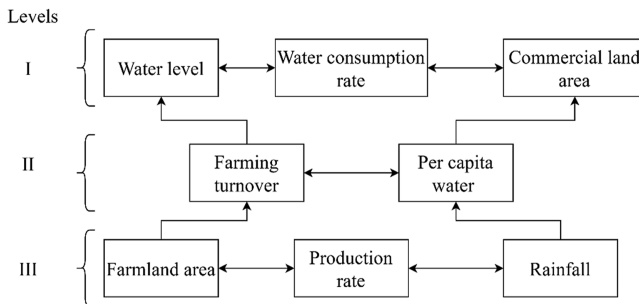 Levels
I
Water level
Water consumption
rate
Commercial land
area
II
Farming
turnover
Per capita
water
III
Farmland area
Production
rate
Rainfall